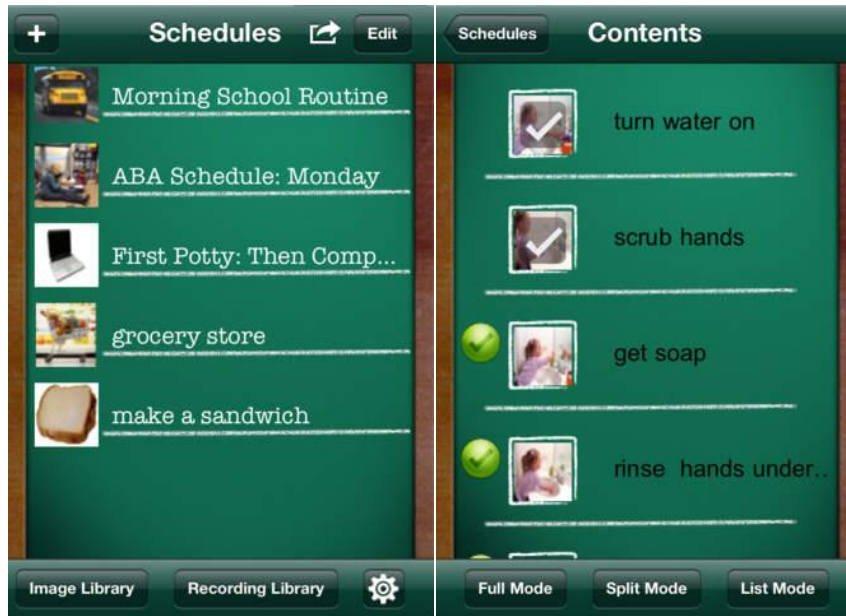 + Schedules Edit
Morning School Routine
ABA Schedule: Monday
First Potty: Then Comp...
grocery store
make a sandwich
Image Library Recording Library
Schedules Contents
turn water on
scrub hands
get soap
rinse hands under..
Full Mode Split Mode List Mode